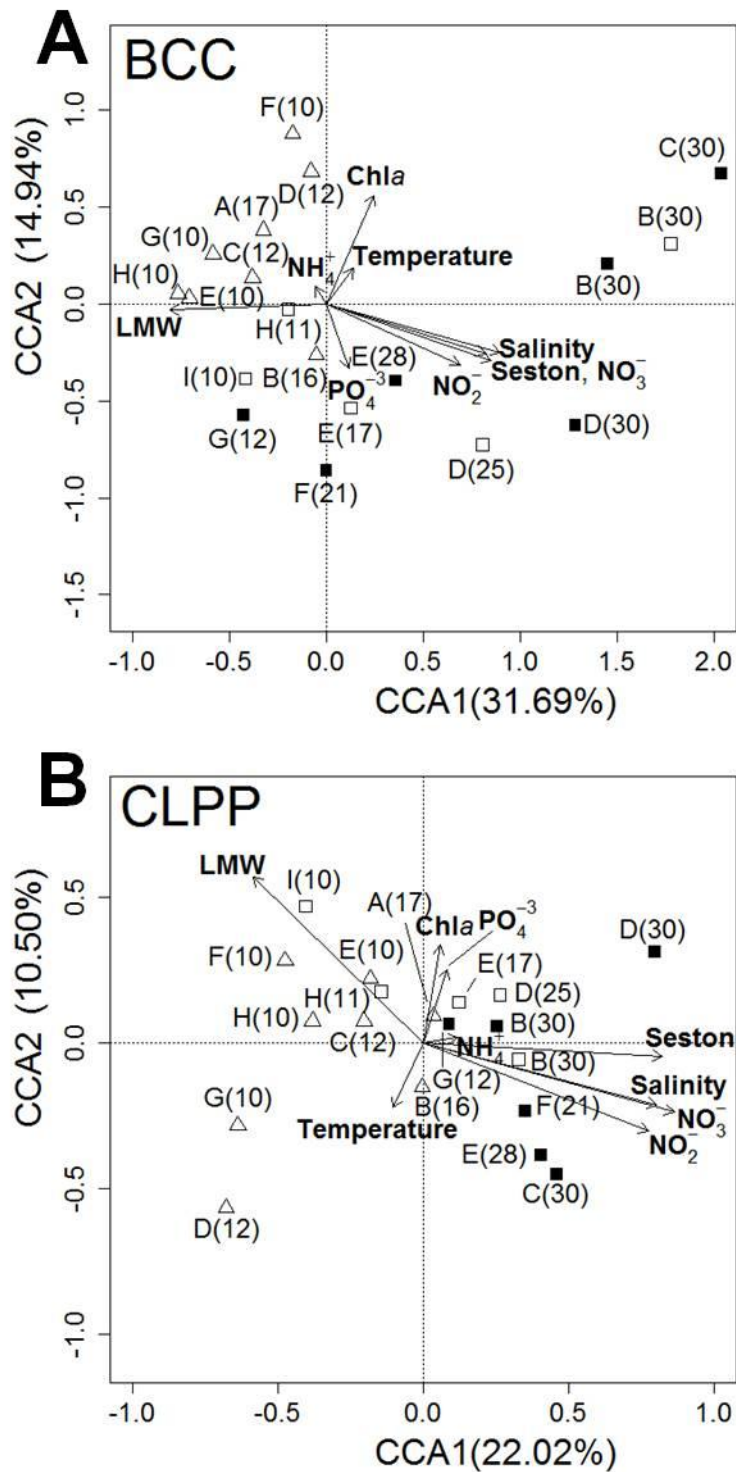 A
BCC
CCA2 (14.94%)
1.0
0.5
0.0
-0.5
-1.0
-1.5
F(10)
D(12)
Chla
C(30)
A(17)
B(30)
G(10)
C(12)
NH₄⁺
Temperature
H(10)
E(10)
B(30)
LMW
H(11)
Salinity
I(10)
B(16)
E(28)
NO₂⁻
Seston, NO₃⁻
PO₄⁻³
G(12)
E(17)
D(30)
D(25)
F(21)
-1.0 -0.5 0.0 0.5 1.0 1.5 2.0
CCA1(31.69%)
B
CLPP
CCA2 (10.50%)
0.5
0.0
-0.5
-1.0
LMW
I(10)
A(17)
Chla
PO₄⁻³
D(30)
F(10)
E(10)
E(17)
H(11)
D(25)
H(10)
C(12)
B(30)
NH₄⁺
Seston
B(30)
G(12)
Salinity
G(10)
B(16)
F(21)
NO₃⁻
Temperature
NO₂⁻
E(28)
C(30)
D(12)
-1.0 -0.5 0.0 0.5 1.0
CCA1(22.02%)